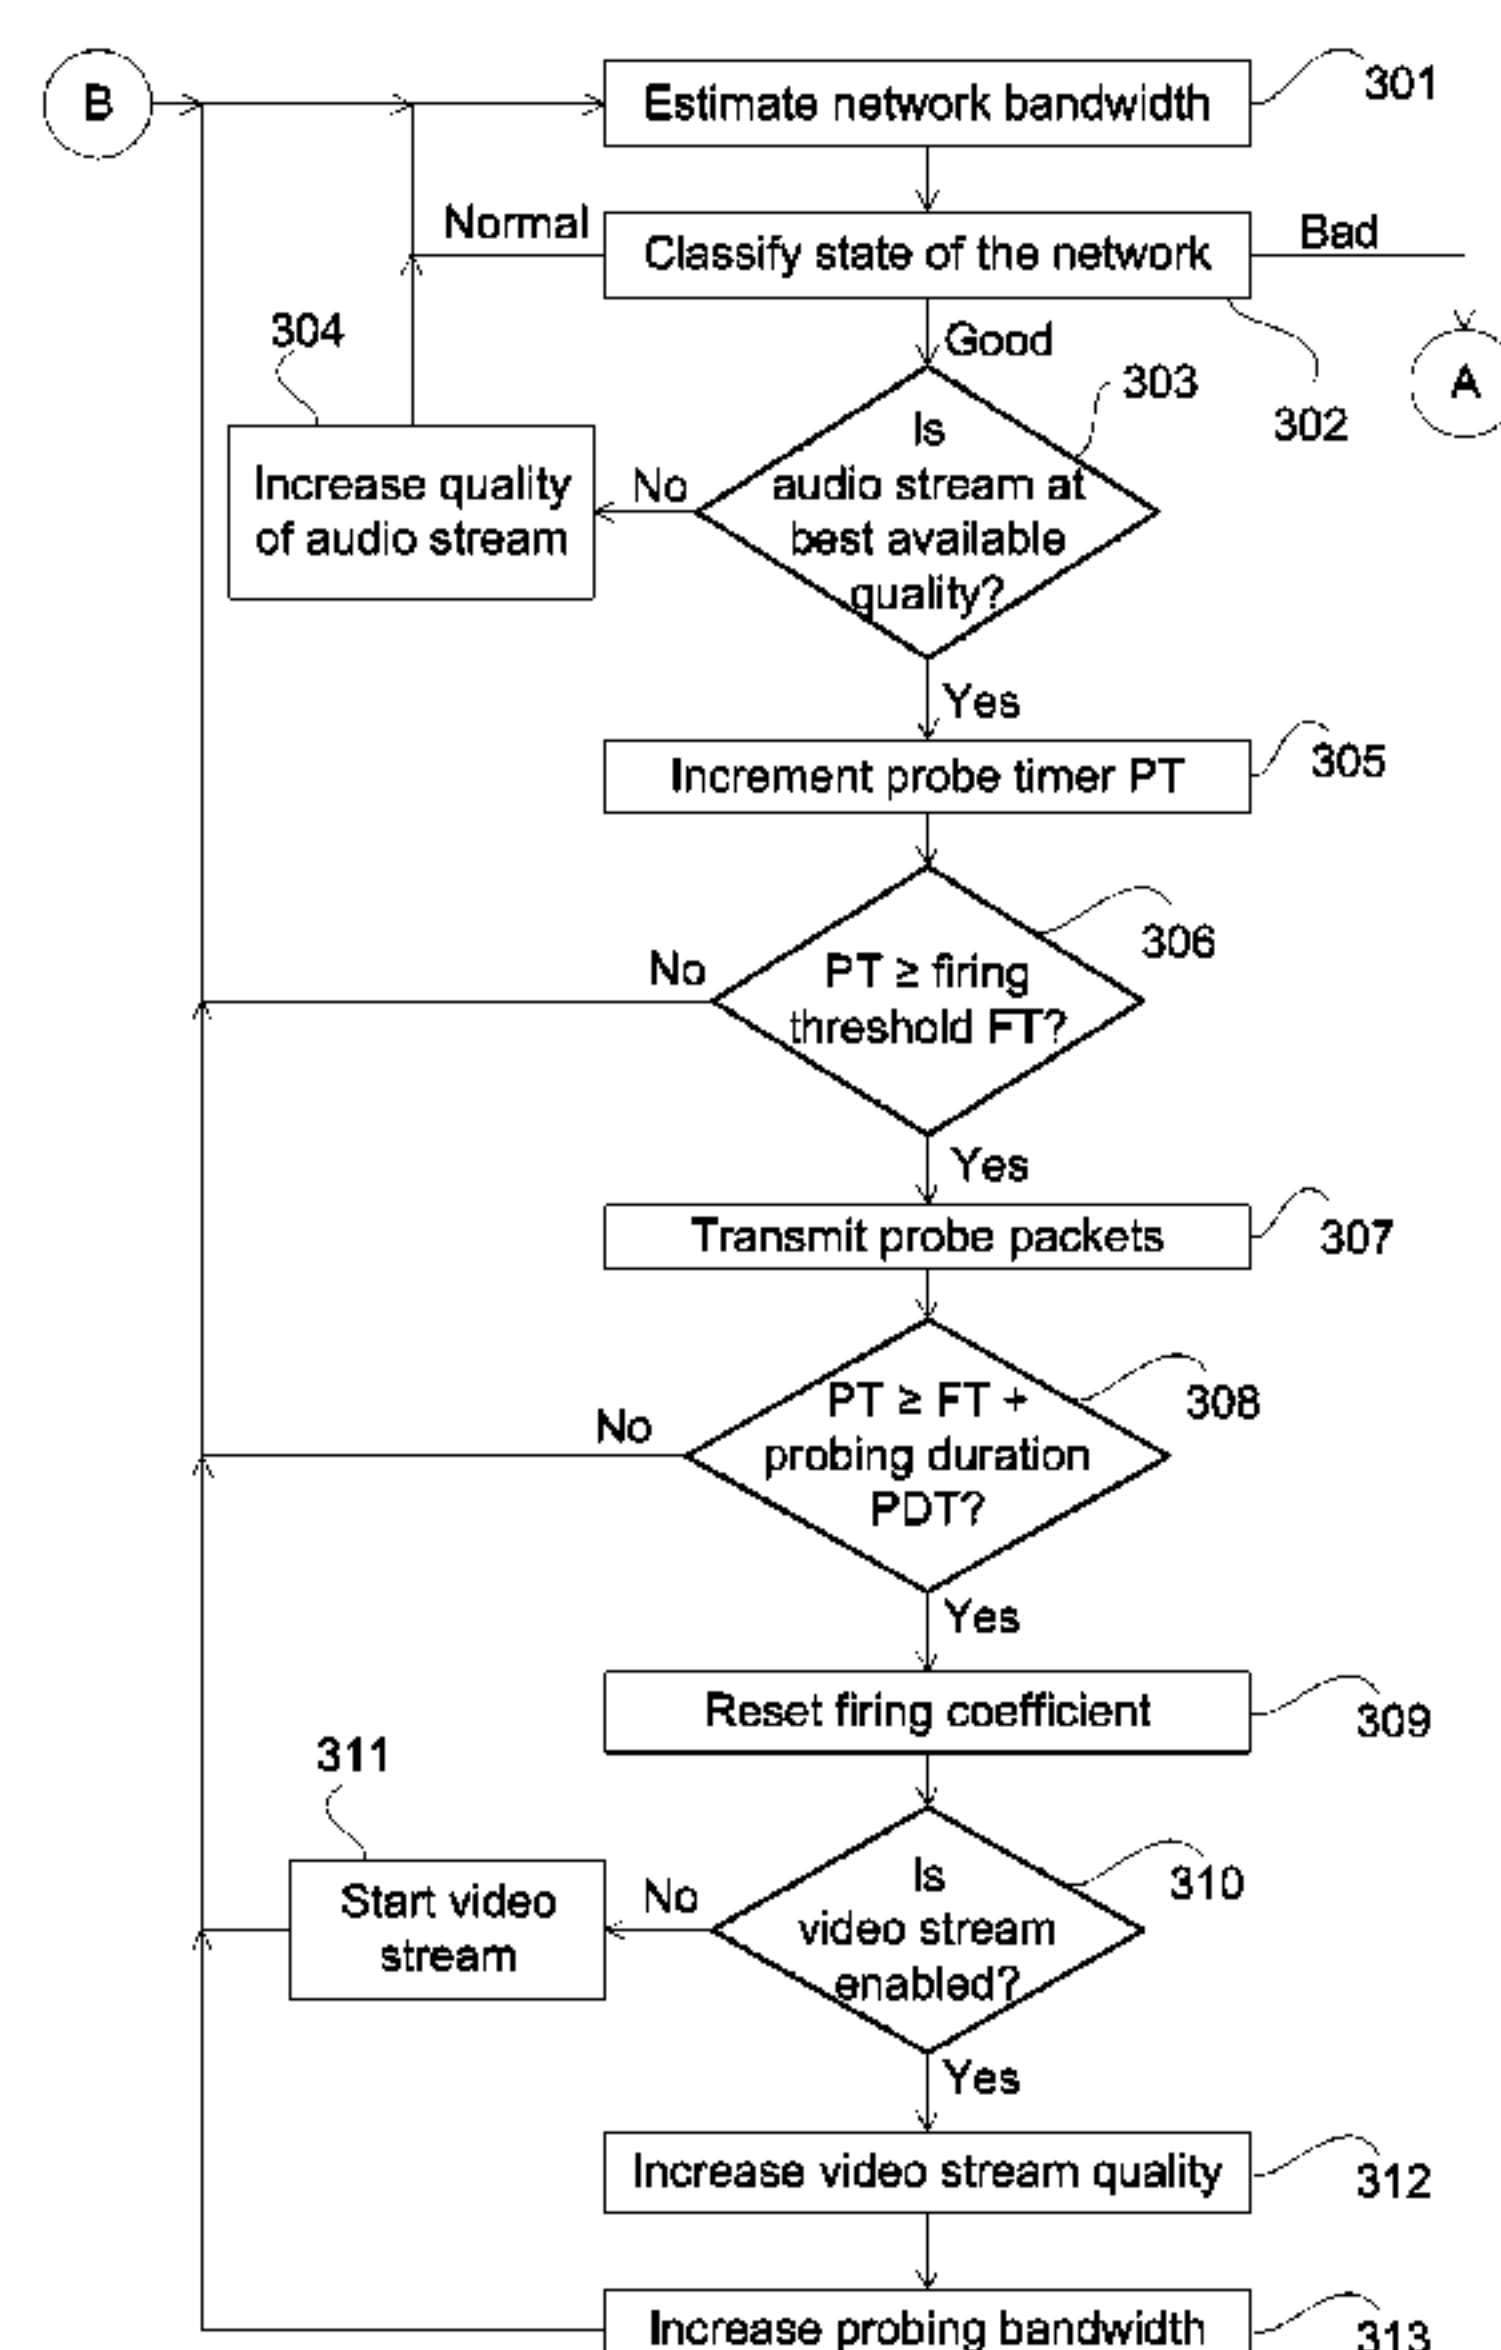 B
Estimate network bandwidth
301
Normal
Classify state of the network
Bad
304
Good
303
A
302
Is
audio stream at
best available
quality?
No
Increase quality
of audio stream
Yes
Increment probe timer PT
305
306
No
PT ≥ firing
threshold FT?
Yes
Transmit probe packets
307
308
No
PT ≥ FT +
probing duration
PDT?
Yes
Reset firing coefficient
309
311
310
Start video
stream
No
Is
video stream
enabled?
Yes
Increase video stream quality
312
Increase probing bandwidth
313